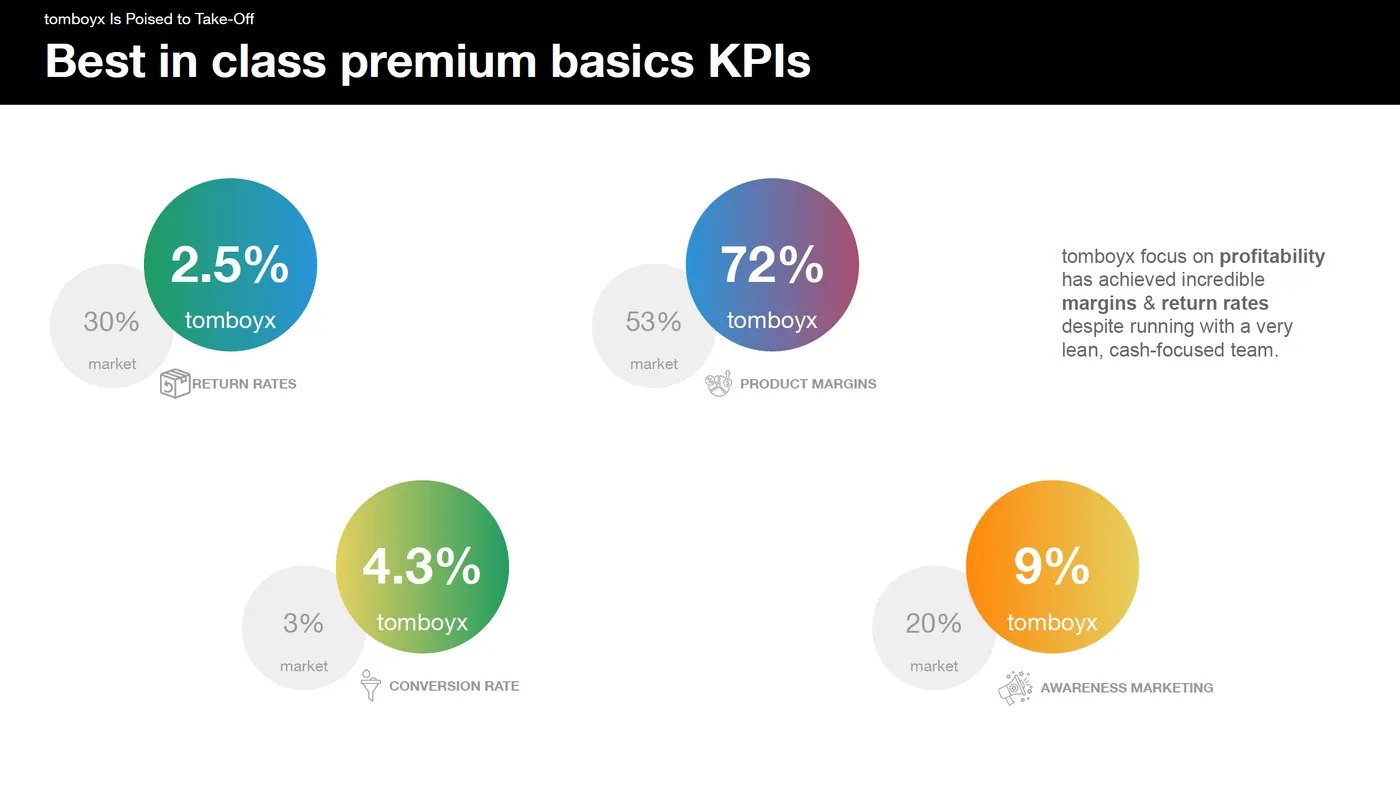 tomboyx Is Poised to Take-Off
Best in class premium basics KPIs
2.5%
tomboyx
30%
market
RETURN RATES
72%
tomboyx
53%
market
PRODUCT MARGINS
tomboyx focus on profitability
has achieved incredible
margins & return rates
despite running with a very
lean, cash-focused team.
4.3%
tomboyx
3%
market
CONVERSION RATE
9%
tomboyx
20%
market
AWARENESS MARKETING